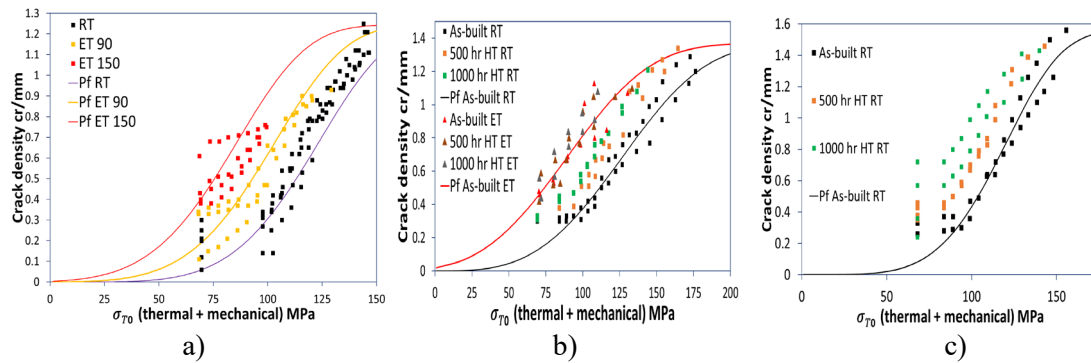 Crack density cr/mm
1.3
1.2
1.1
1
0.9
0.8
0.7
0.6
0.5
0.4
0.3
0.2
0.1
0
RT
ET 90
ET 150
Pf RT
Pf ET 90
Pf ET 150
0 25 50 75 100 125 150
σT0 (thermal + mechanical) MPa
a)
Crack density cr/mm
1.4
1.2
1
0.8
0.6
0.4
0.2
0
As-built RT
500 hr HT RT
1000 hr HT RT
Pf As-built RT
As-built ET
500 hr HT ET
1000 hr HT ET
Pf As-built ET
0 25 50 75 100 125 150 175 200
σT0 (thermal + mechanical) MPa
b)
Crack density cr/mm
1.6
1.4
1.2
1
0.8
0.6
0.4
0.2
0
As-built RT
500 hr HT RT
1000 hr HT RT
Pf As-built RT
0 50 100 150
σT0 (thermal + mechanical) MPa
c)